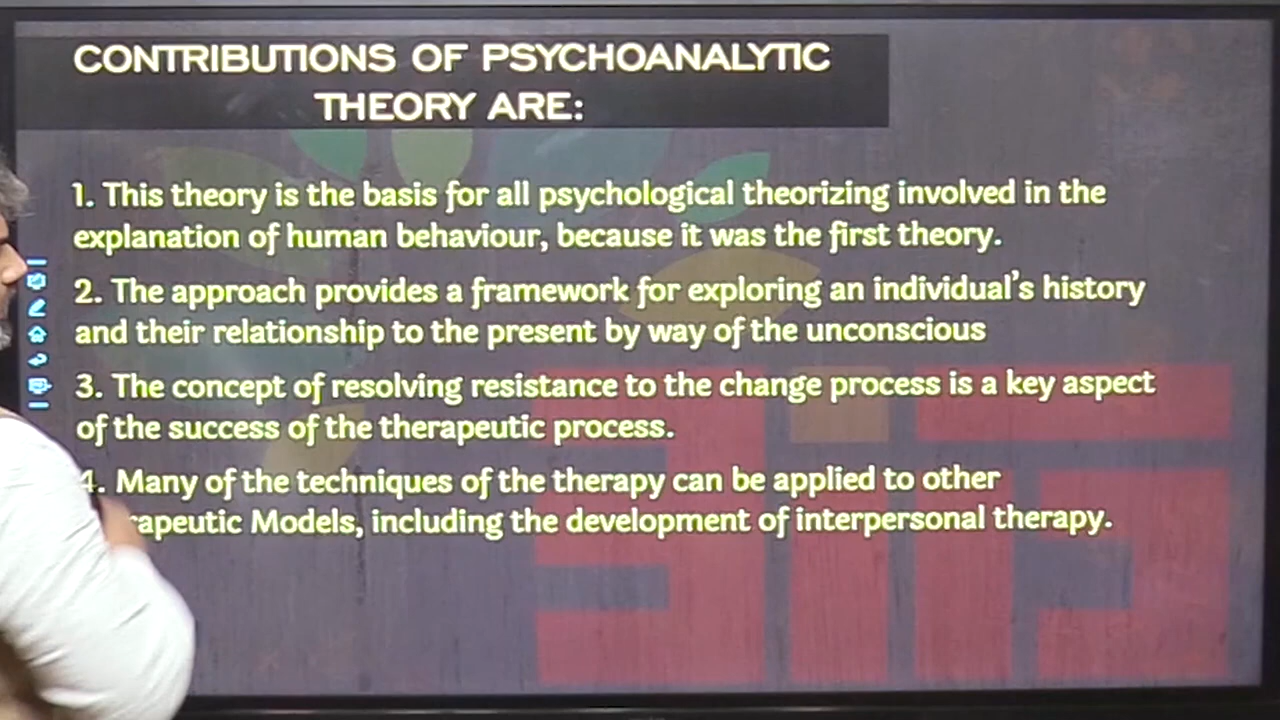 CONTRIBUTIONS OF PSYCHOANALYTIC
THEORY ARE:
1. This theory is the basis for all psychological theorizing involved in the
explanation of human behaviour, because it was the first theory.
2. The approach provides a framework for exploring an individual's history
and their relationship to the present by way of the unconscious
3. The concept of resolving resistance to the change process is a key aspect
of the success of the therapeutic process.
4. Many of the techniques of the therapy can be applied to other
Models, including the development of interpersonal therapy.